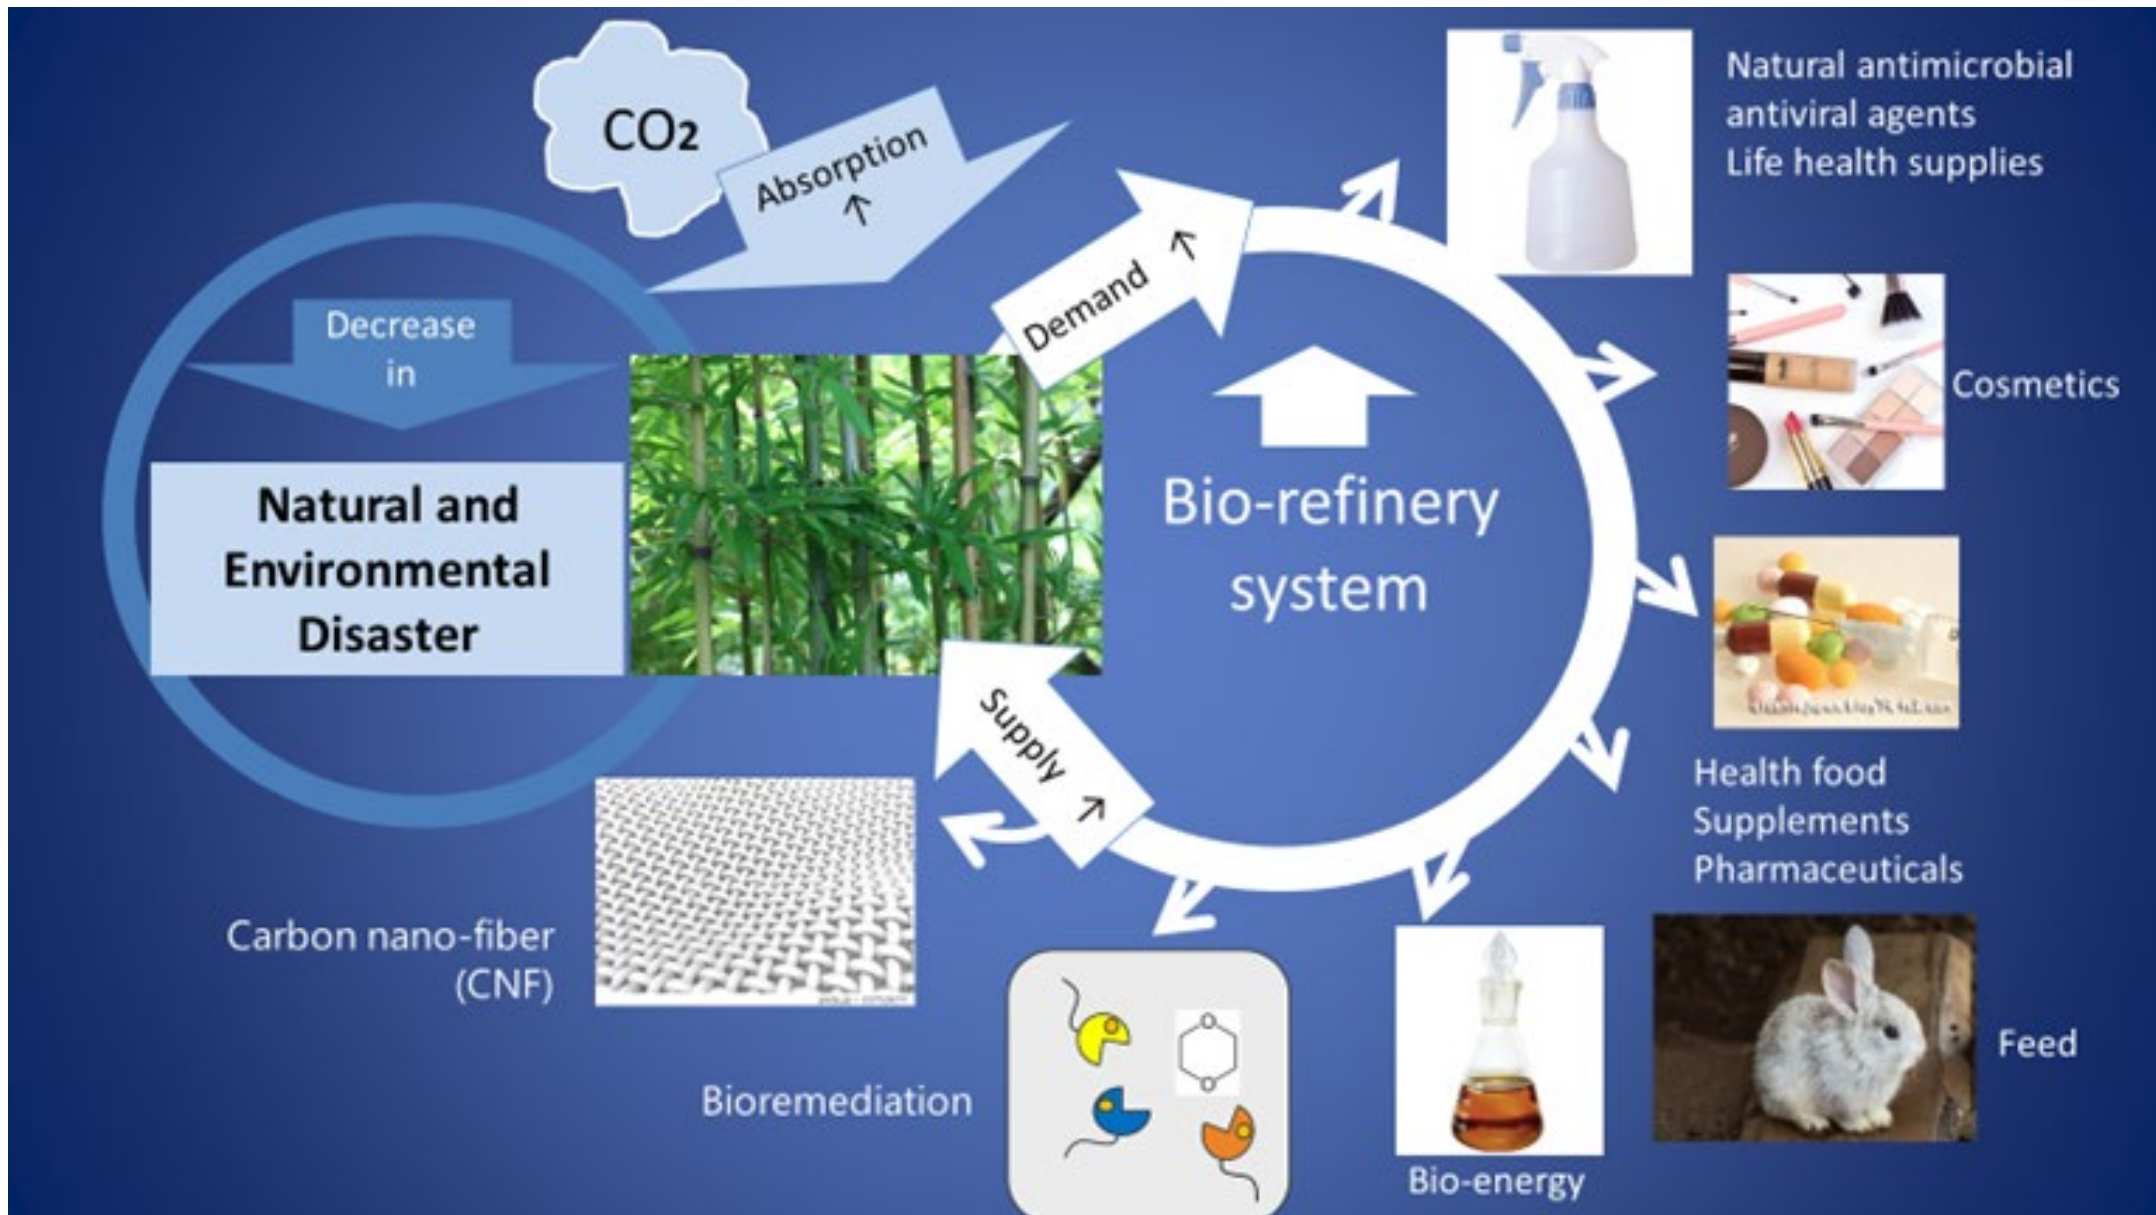 CO2
Absorption
↑
Decrease
in
Natural and
Environmental
Disaster
Demand ↑
Bio-refinery
system
Supply ↑
Natural antimicrobial
antiviral agents
Life health supplies
Cosmetics
Health food
Supplements
Pharmaceuticals
Feed
Bio-energy
O
O
Bioremediation
Carbon nano-fiber
(CNF)